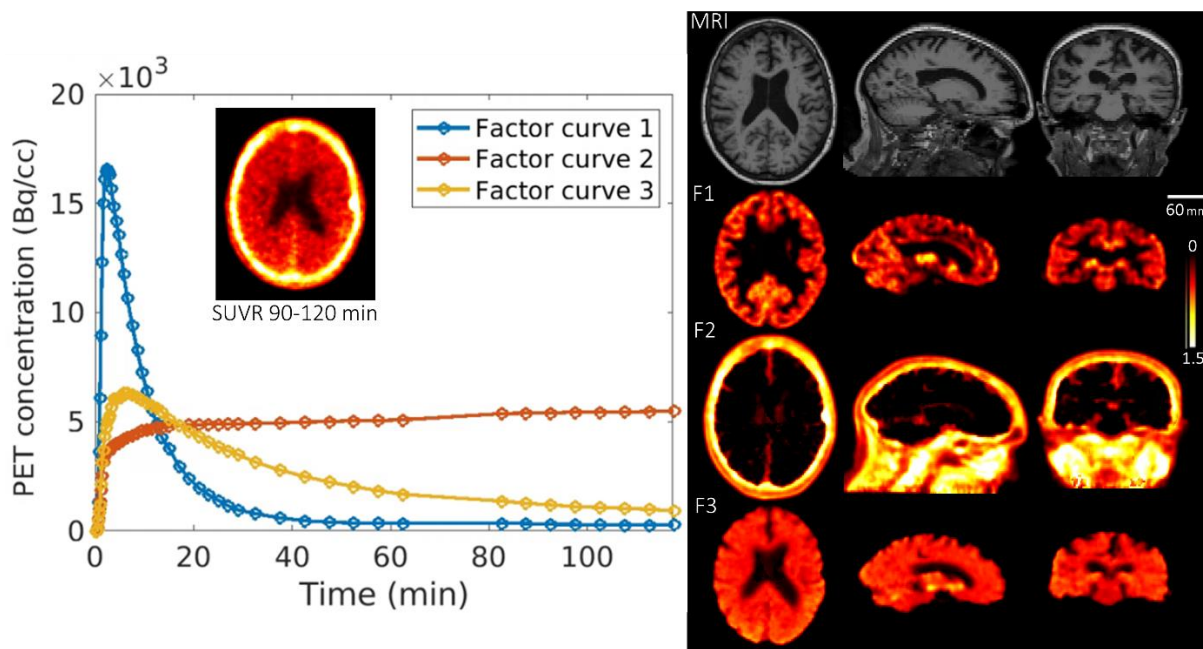 ×10³
20
15
10
5
0
PET concentration (Bq/cc)
Factor curve 1
Factor curve 2
Factor curve 3
SUVR 90-120 min
0 20 40 60 80 100
Time (min)
MRI
F1
60 mm
0
1.5
F2
F3